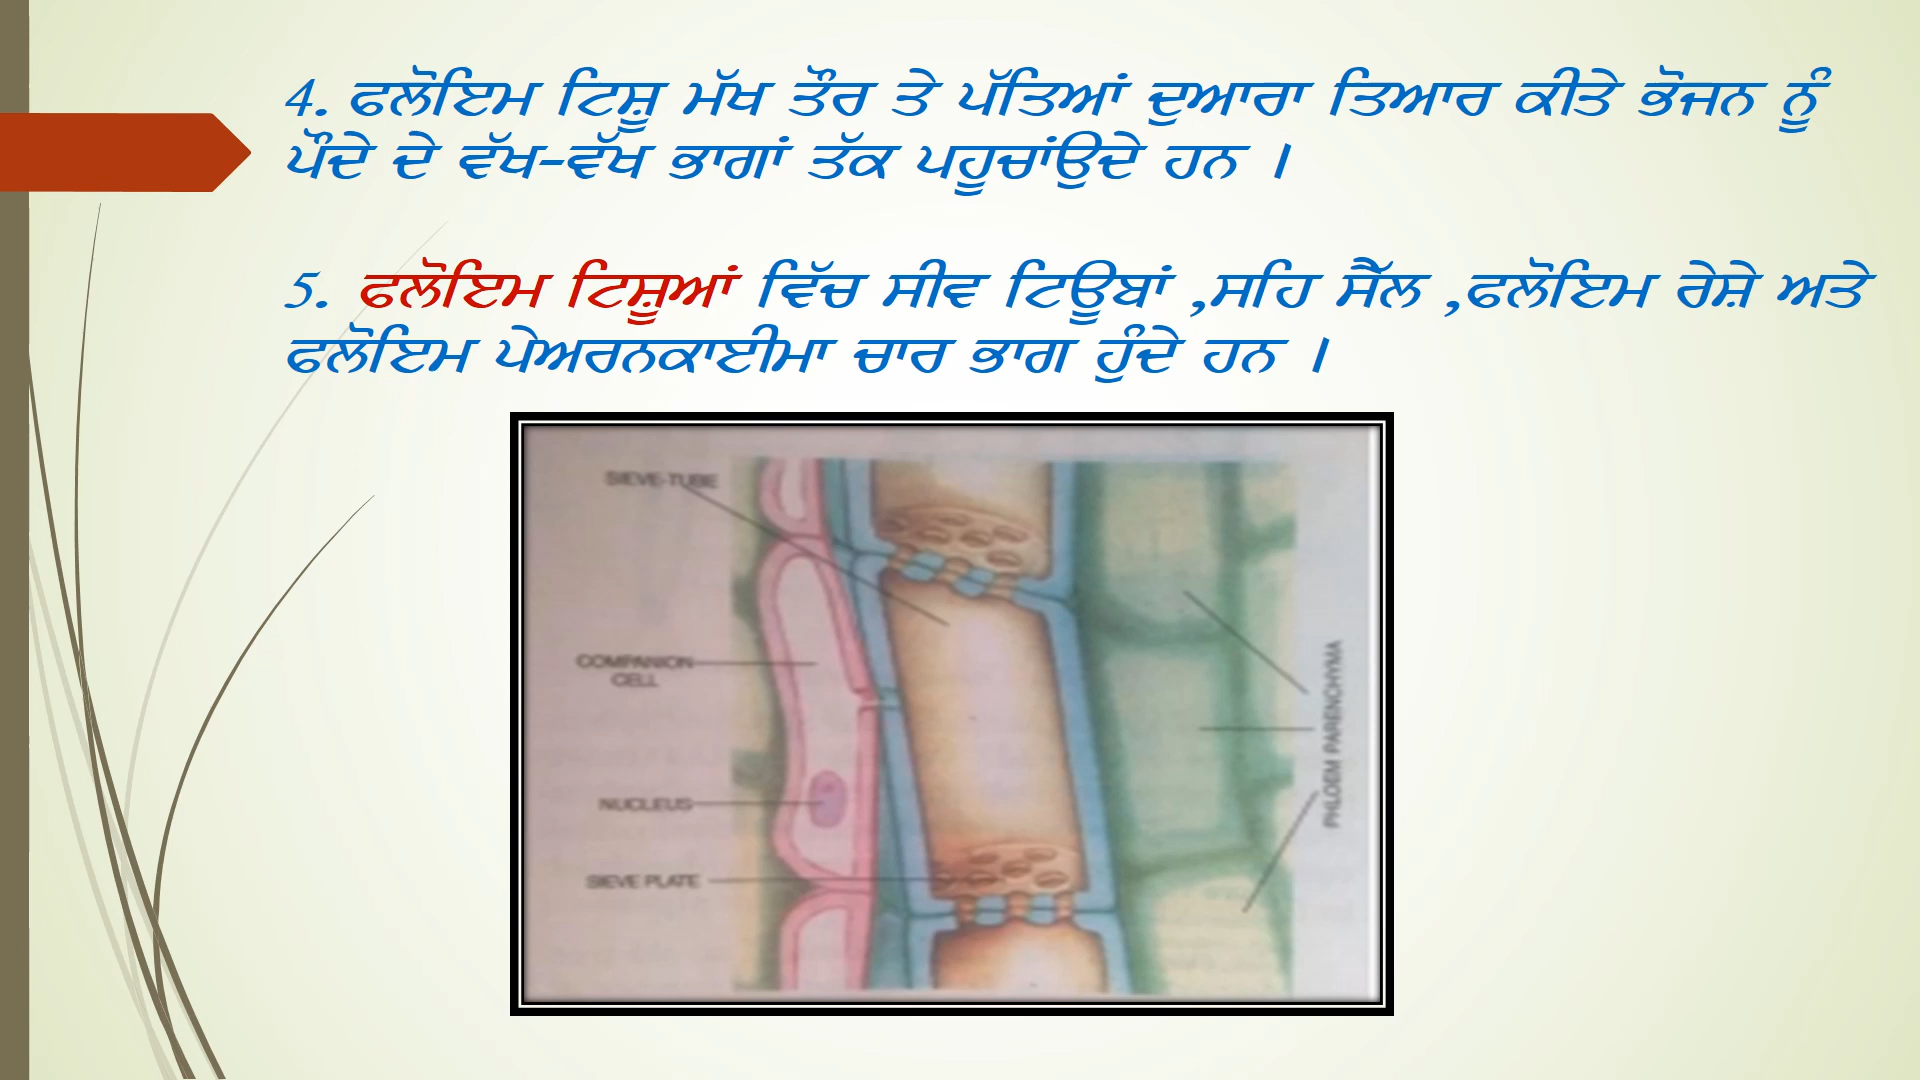 4. ਫਲੋਇਮ ਟਿਸ਼ੂ ਮੁੱਖ ਤੌਰ ਤੇ ਪੱਤਿਆਂ ਦੁਆਰਾ ਤਿਆਰ ਕੀਤੇ ਭੋਜਨ ਨੂੰ
ਪੌਦੇ ਦੇ ਵੱਖ-ਵੱਖ ਭਾਗਾਂ ਤੱਕ ਪਹੂਚਾਂਉਦੇ ਹਨ ।
5. ਫਲੋਇਮ ਟਿਸ਼ੂਆਂ ਵਿੱਚ ਸੀਵ ਟਿਊਬਾਂ ,ਸਹਿ ਸੈੱਲ ,ਫਲੋਇਮ ਰੇਸ਼ੇ ਅਤੇ
ਫਲੋਇਮ ਪੇਅਰਨਕਾਈਮਾ ਚਾਰ ਭਾਗ ਹੁੰਦੇ ਹਨ ।
SIEVE-TUBE
COMPANION
CELL
NUCLEUS
SIEVE PLATE
PHLOEM PARENCHYMA